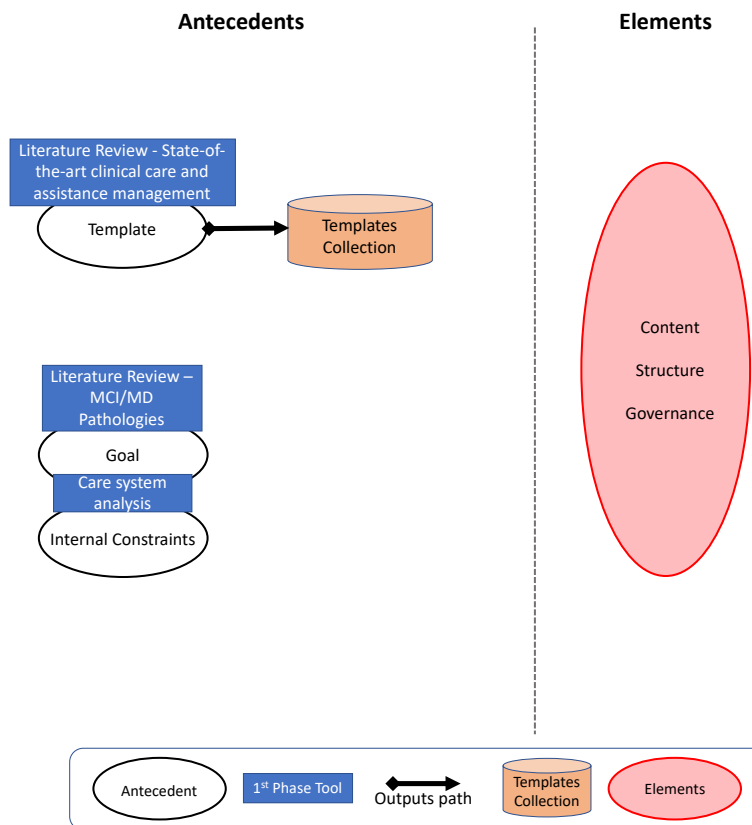 Antecedents
Elements
Literature Review - State-of-
the-art clinical care and
assistance management
Template
Templates
Collection
Content
Structure
Governance
Literature Review –
MCI/MD
Pathologies
Goal
Care system
analysis
Internal Constraints
Antecedent
1st Phase Tool
Outputs path
Templates
Collection
Elements